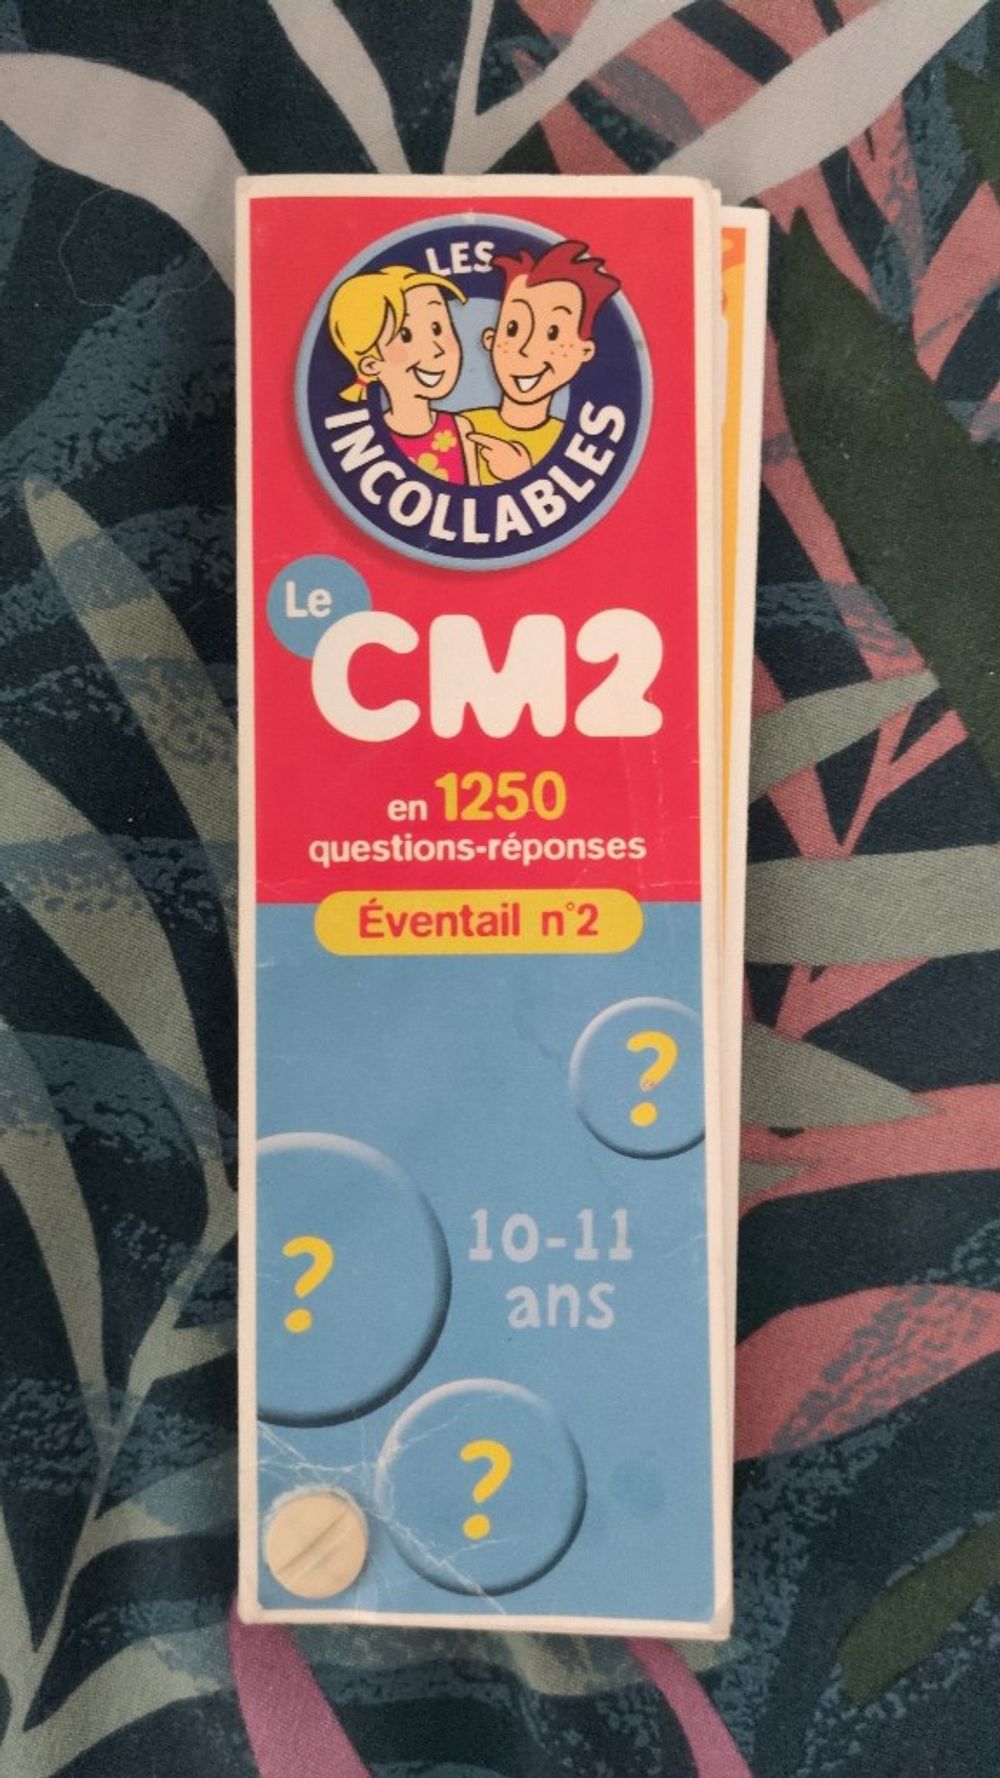 LES
INCOLLABLES
Le
CM2
en 1250
questions-réponses
Éventail n°2
?
?
10-11
ans
?